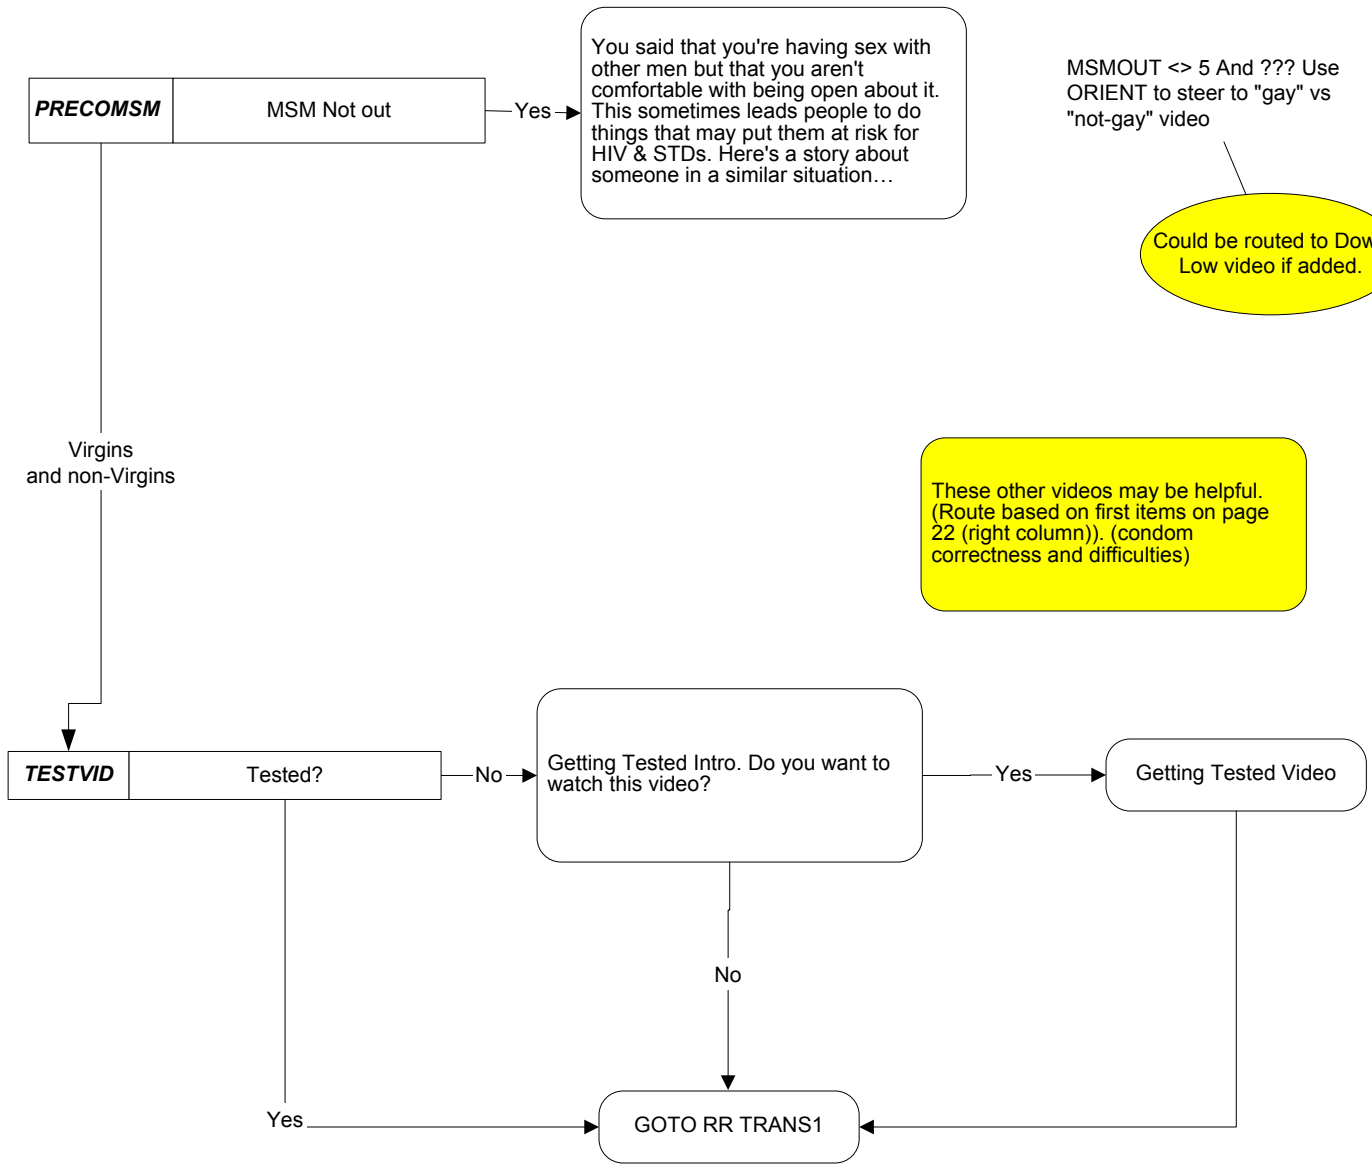 You said that you're having sex with
other men but that you aren't
comfortable with being open about it.
This sometimes leads people to do
things that may put them at risk for
HIV & STDs. Here's a story about
someone in a similar situation…
MSMOUT <> 5 And ??? Use
ORIENT to steer to "gay" vs
"not-gay" video
PRECOMSM
MSM Not out
Yes
Could be routed to
Low video if added.
Virgins
and non-Virgins
These other videos may be helpful.
(Route based on first items on page
22 (right column)). (condom
correctness and difficulties)
TESTVID
Tested?
No
Getting Tested Intro. Do you want to
watch this video?
Yes
Getting Tested Video
No
Yes
GOTO RR TRANS1